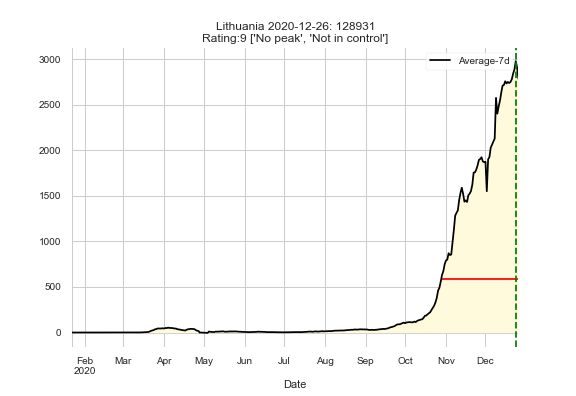 Lithuania 2020-12-26: 128931
Rating:9 ['No peak', 'Not in control']
Average-7d
3000
2500
2000
1500
1000
500
0
Feb Mar Apr May Jun Jul Aug Sep Oct Nov Dec
2020
Date